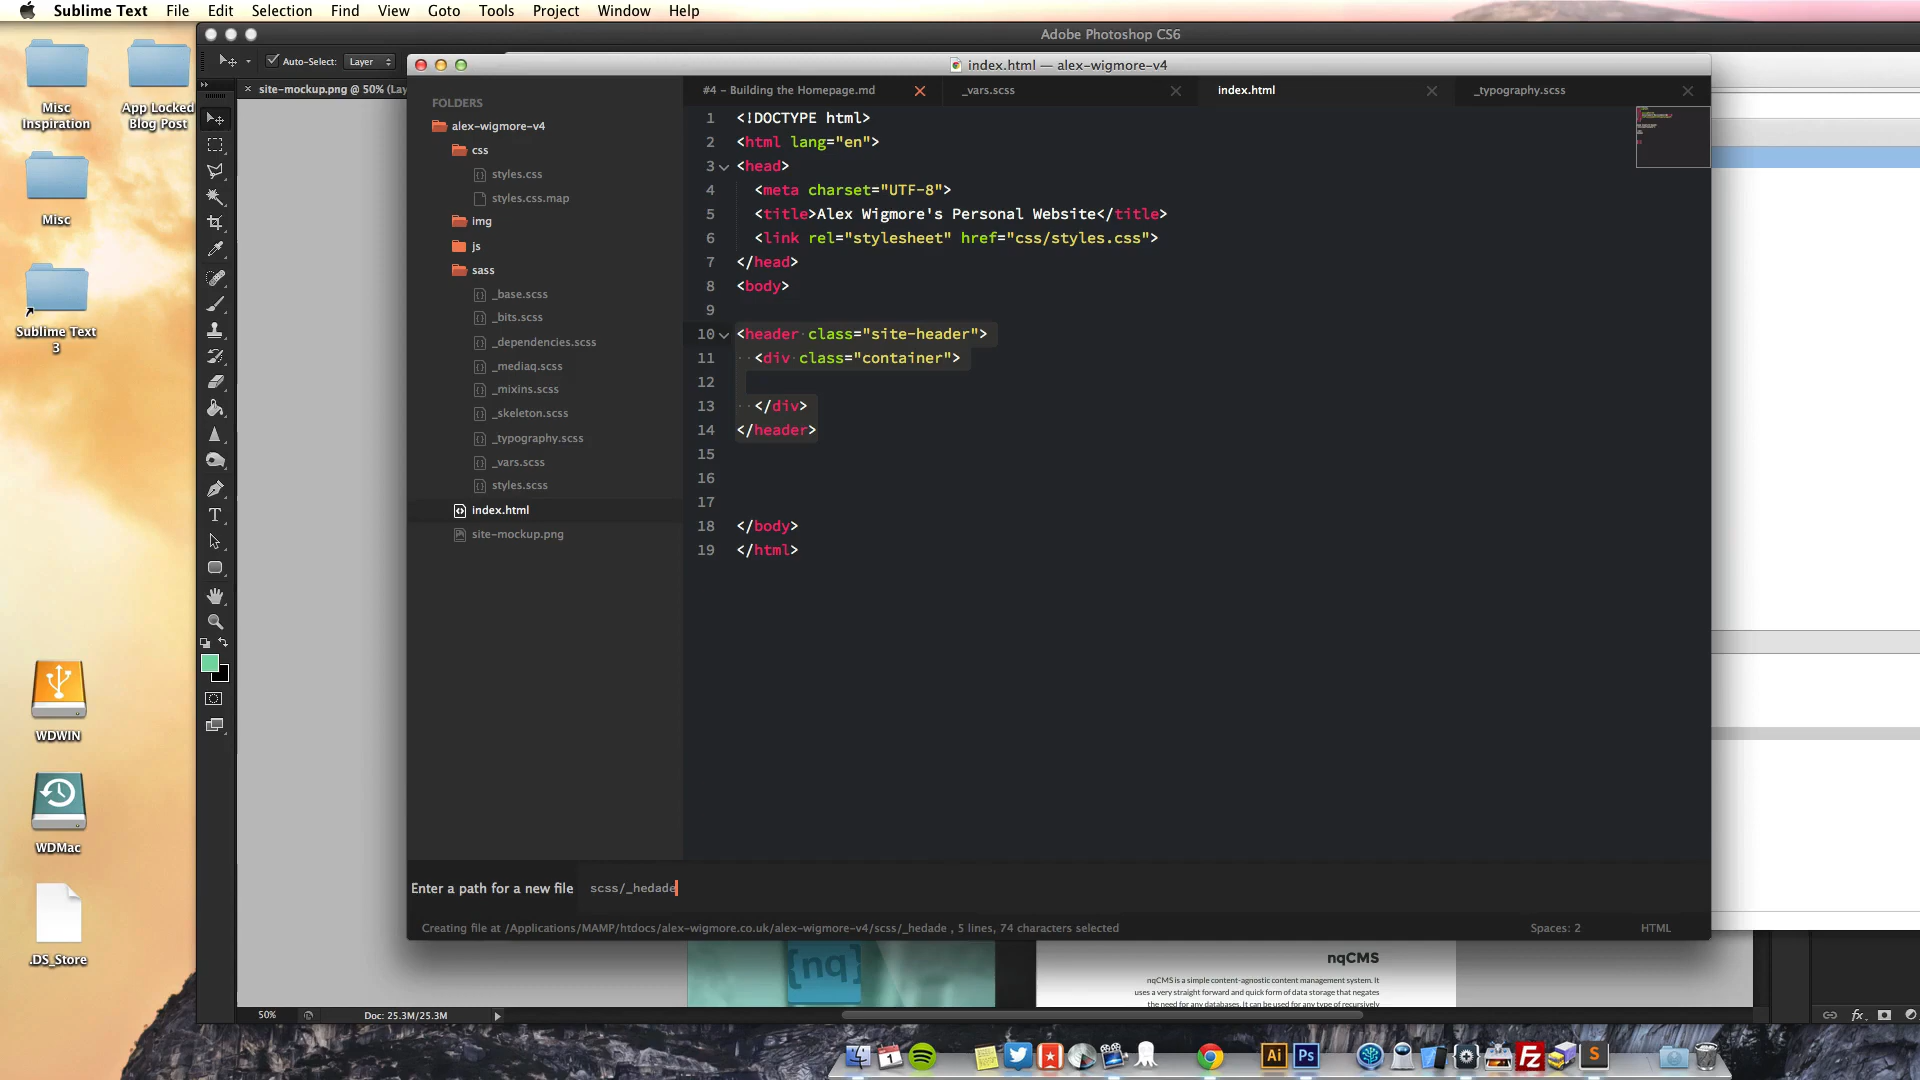 Sublime Text File Edit Selection Find View Goto Tools Project Window Help
Adobe Photoshop CS6
Auto-Select: Layer
site-mockup.png @ 50% (Lay
index.html — alex-wigmore-v4
#4 – Building the Homepage.md
_vars.scss
index.html
_typography.scss
Misc
Inspiration
App Locked
Blog Post
Misc
Sublime Text
3
WDWIN
WDMac
.DS_Store
FOLDERS
alex-wigmore-v4
css
styles.css
styles.css.map
img
js
sass
_base.scss
_bits.scss
_dependencies.scss
_mediaq.scss
_mixins.scss
_skeleton.scss
_typography.scss
_vars.scss
styles.scss
index.html
site-mockup.png
1 <!DOCTYPE html>
2 <html lang="en">
3 <head>
4 <meta charset="UTF-8">
5 <title>Alex Wigmore's Personal Website</title>
6 <link rel="stylesheet" href="css/styles.css">
7 </head>
8 <body>
9
10 <header class="site-header">
11 <div class="container">
12
13 </div>
14 </header>
15
16
17
18 </body>
19 </html>
Enter a path for a new file scss/_hedade
Creating file at /Applications/MAMP/htdocs/alex-wigmore.co.uk/alex-wigmore-v4/scss/_hedade , 5 lines, 74 characters selected
Spaces: 2
HTML
{nq}
nqCMS
nqCMS is a simple content-agnostic content management system. It
uses a very straight forward and quick form of data storage that negates
the need for any databases. It can be used for any type of recursively
50%
Doc: 25.3M/25.3M
fx
1
Ai Ps
FZ
S